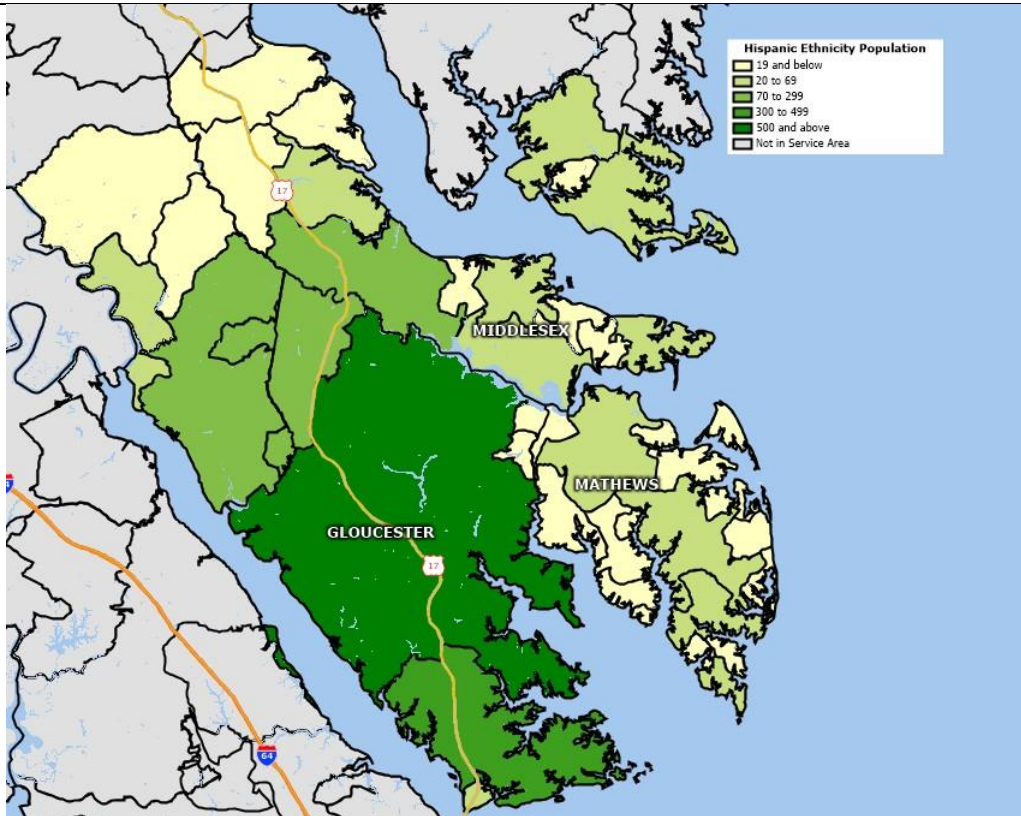 Hispanic Ethnicity Population
19 and below
20 to 69
70 to 299
300 to 499
500 and above
Not in Service Area
17
MIDDLESEX
MATHEWS
GLOUCESTER
17
64